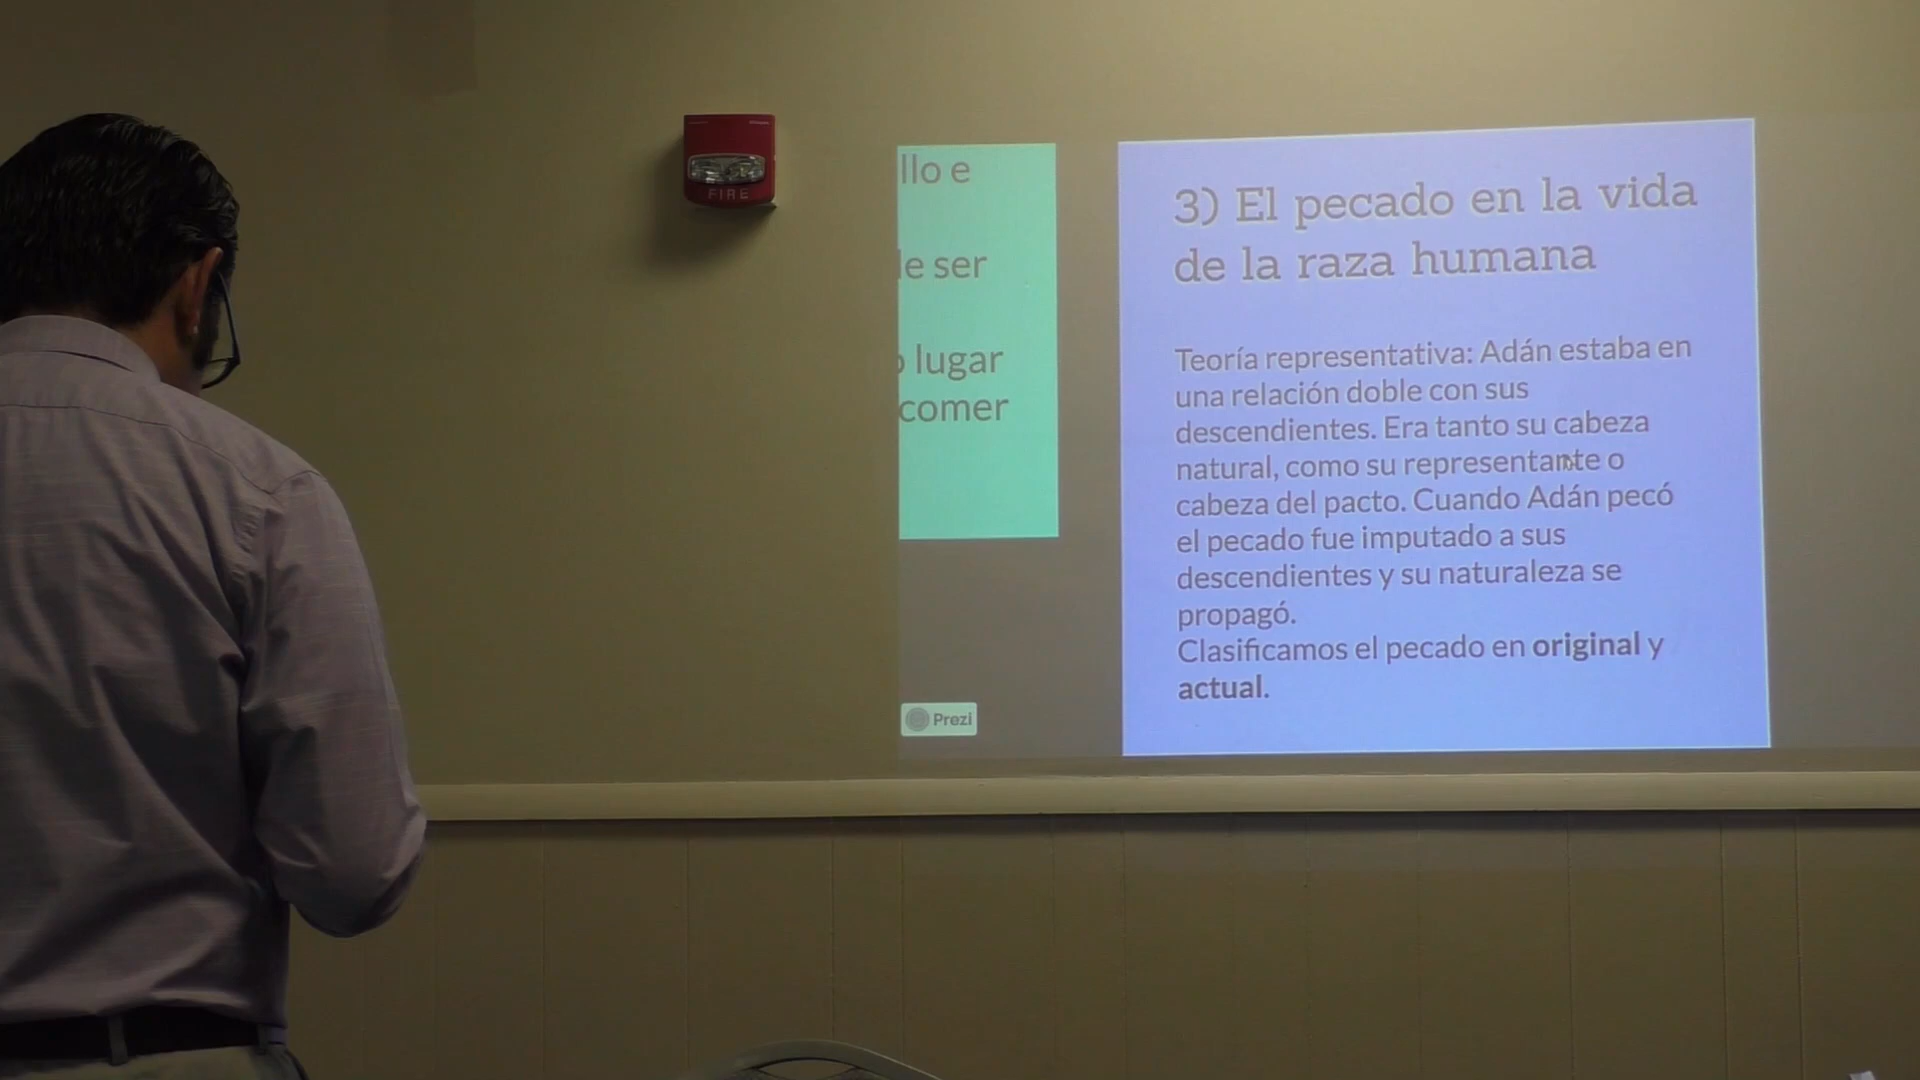 FIRE
llo e
e ser
lugar
comer
Prezi
3) El pecado en la vida
de la raza humana
Teoría representativa: Adán estaba en
una relación doble con sus
descendientes. Era tanto su cabeza
natural, como su representante o
cabeza del pacto. Cuando Adán pecó
el pecado fue imputado a sus
descendientes y su naturaleza se
propagó.
Clasificamos el pecado en original y
actual.